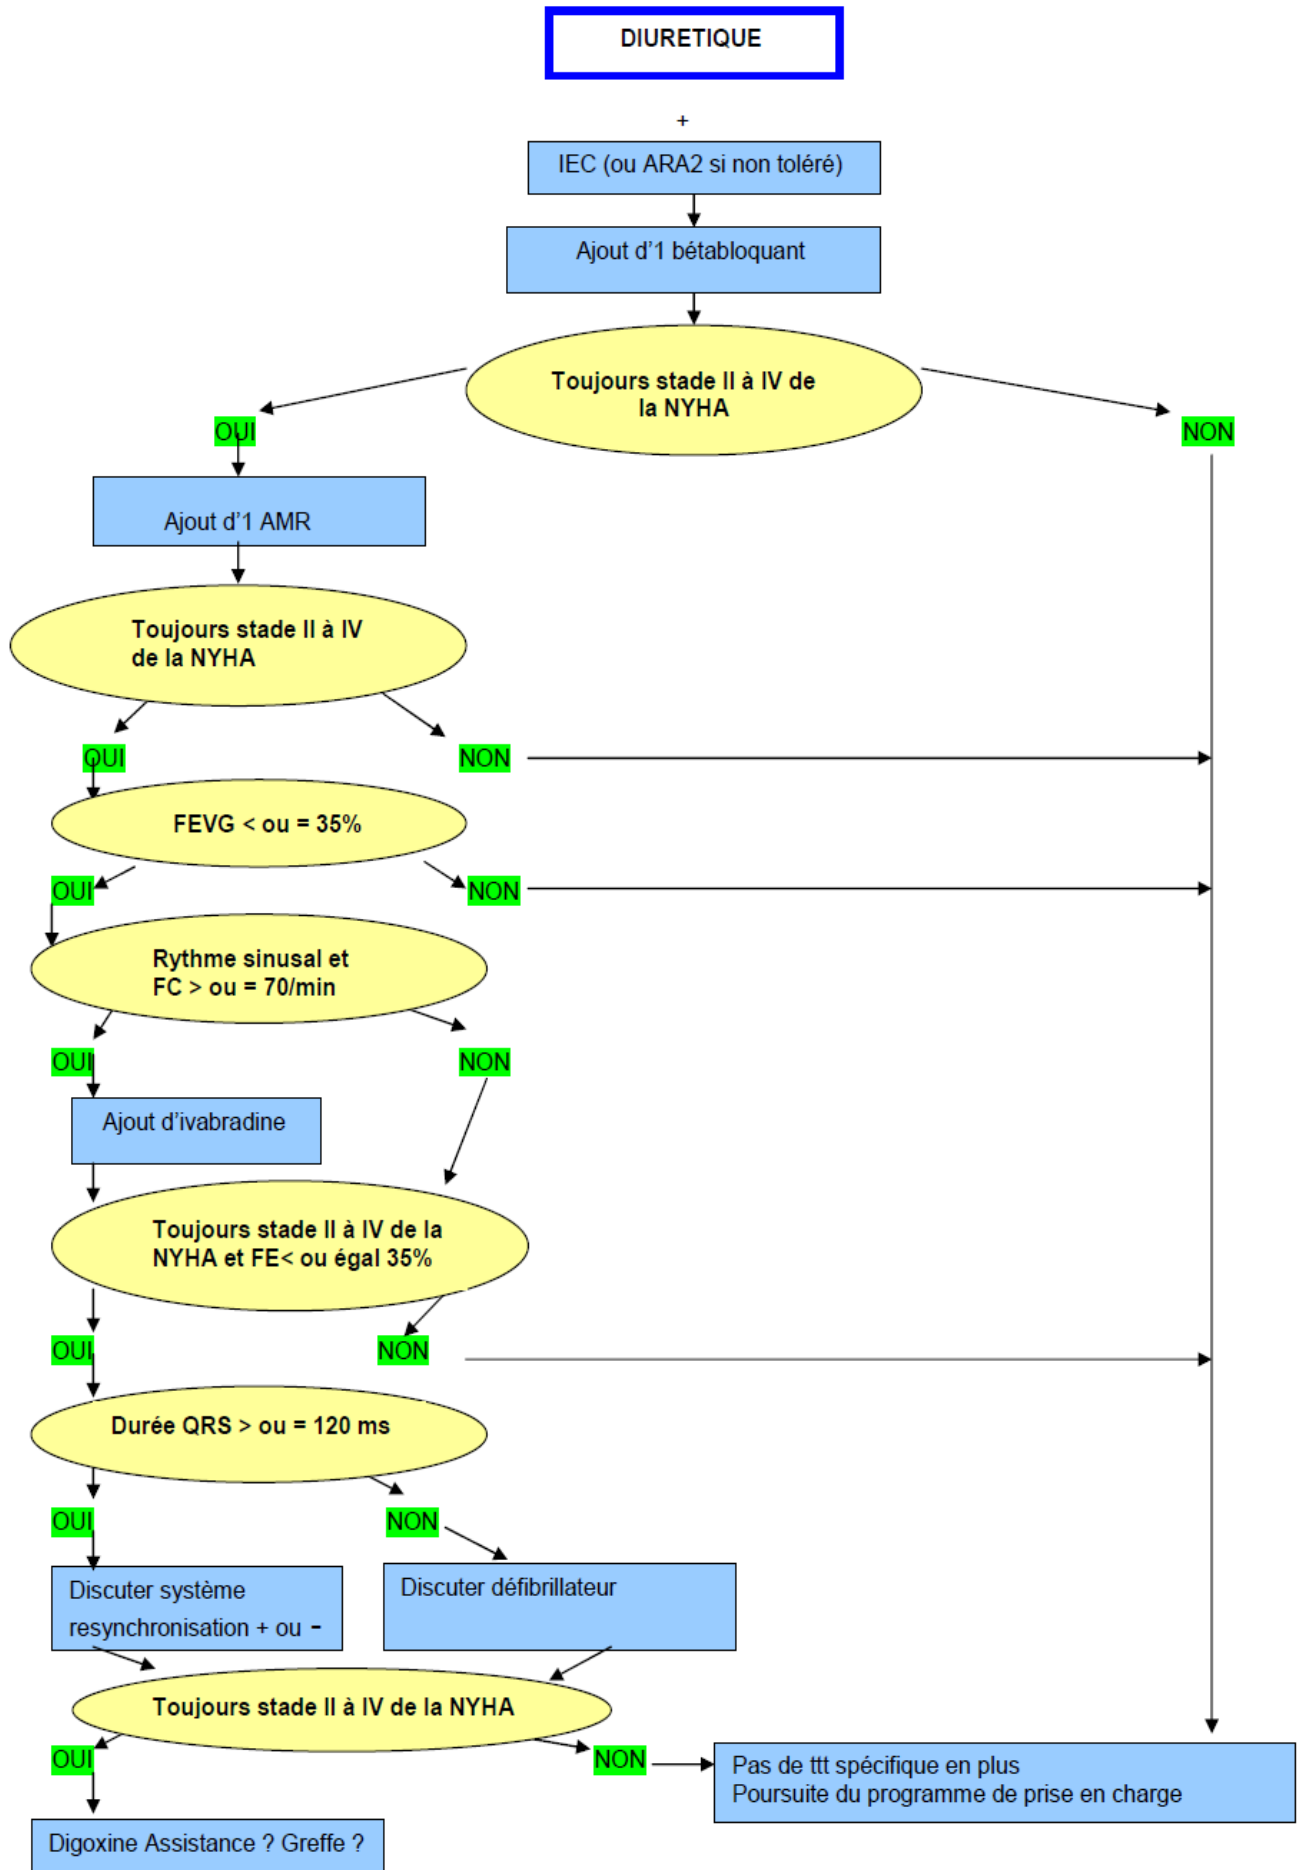 DIURETIQUE
+
IEC (ou ARA2 si non toléré)
Ajout d'1 bétabloquant
Toujours stade II à IV de
la NYHA
OUI
NON
Ajout d'1 AMR
Toujours stade II à IV
de la NYHA
OUI
NON
FEVG < ou = 35%
OUI
NON
Rythme sinusal et
FC > ou = 70/min
OUI
NON
Ajout d'ivabradine
Toujours stade II à IV de la
NYHA et FE< ou égal 35%
OUI
NON
Durée QRS > ou = 120 ms
OUI
NON
Discuter système
resynchronisation + ou -
Discuter défibrillateur
Toujours stade II à IV de la NYHA
OUI
NON
Pas de ttt spécifique en plus
Poursuite du programme de prise en charge
Digoxine Assistance ? Greffe ?